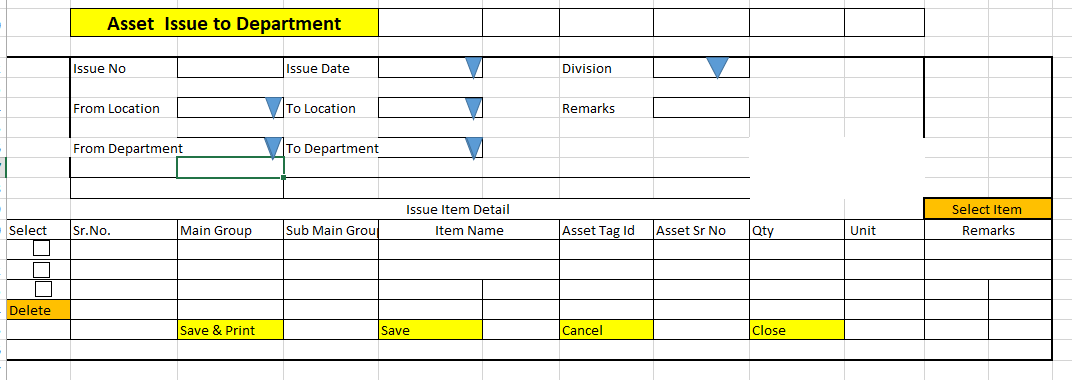 Asset  Issue to Department
Issue No Issue Date Division
From Location To Location Remarks
From Department To Department
Issue Item Detail Select Item
Select Sr.No. Main Group Sub Main Group Item Name Asset Tag Id Asset Sr No Qty Unit Remarks
Delete
Save & Print Save Cancel Close